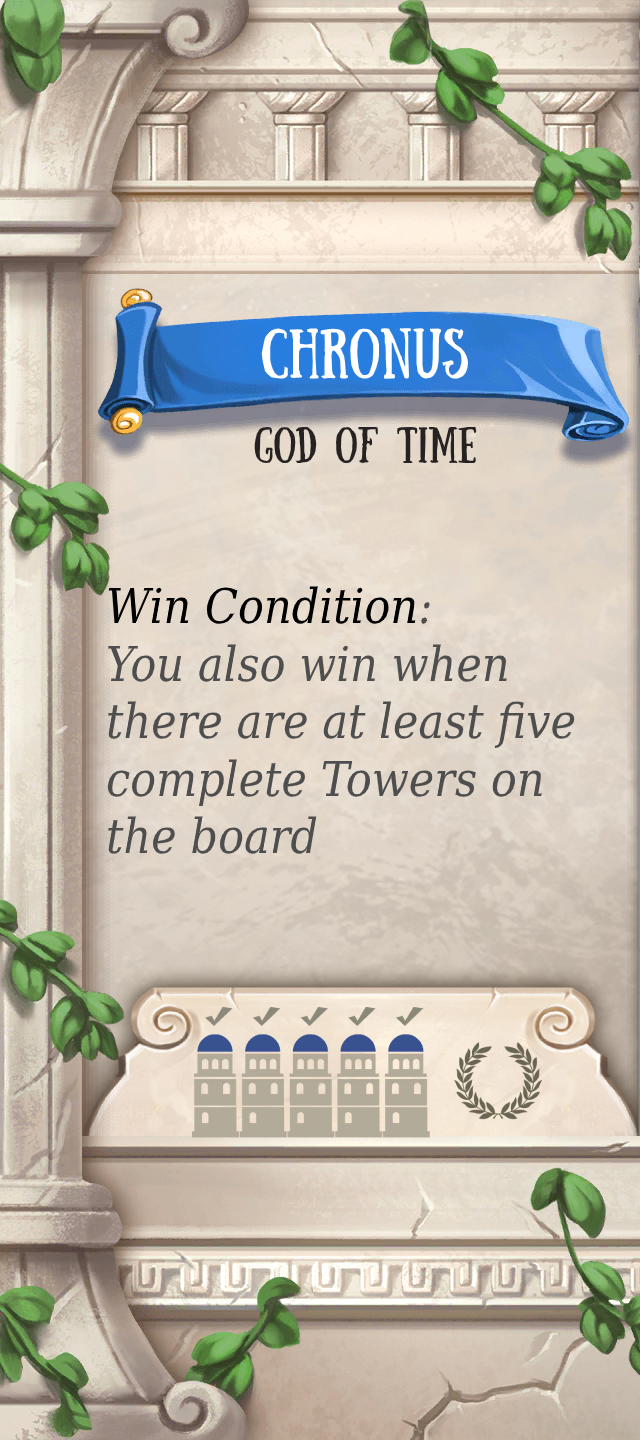 CHRONUS
GOD OF TIME
Win Condition:
You also win when
there are at least five
complete Towers on
the board